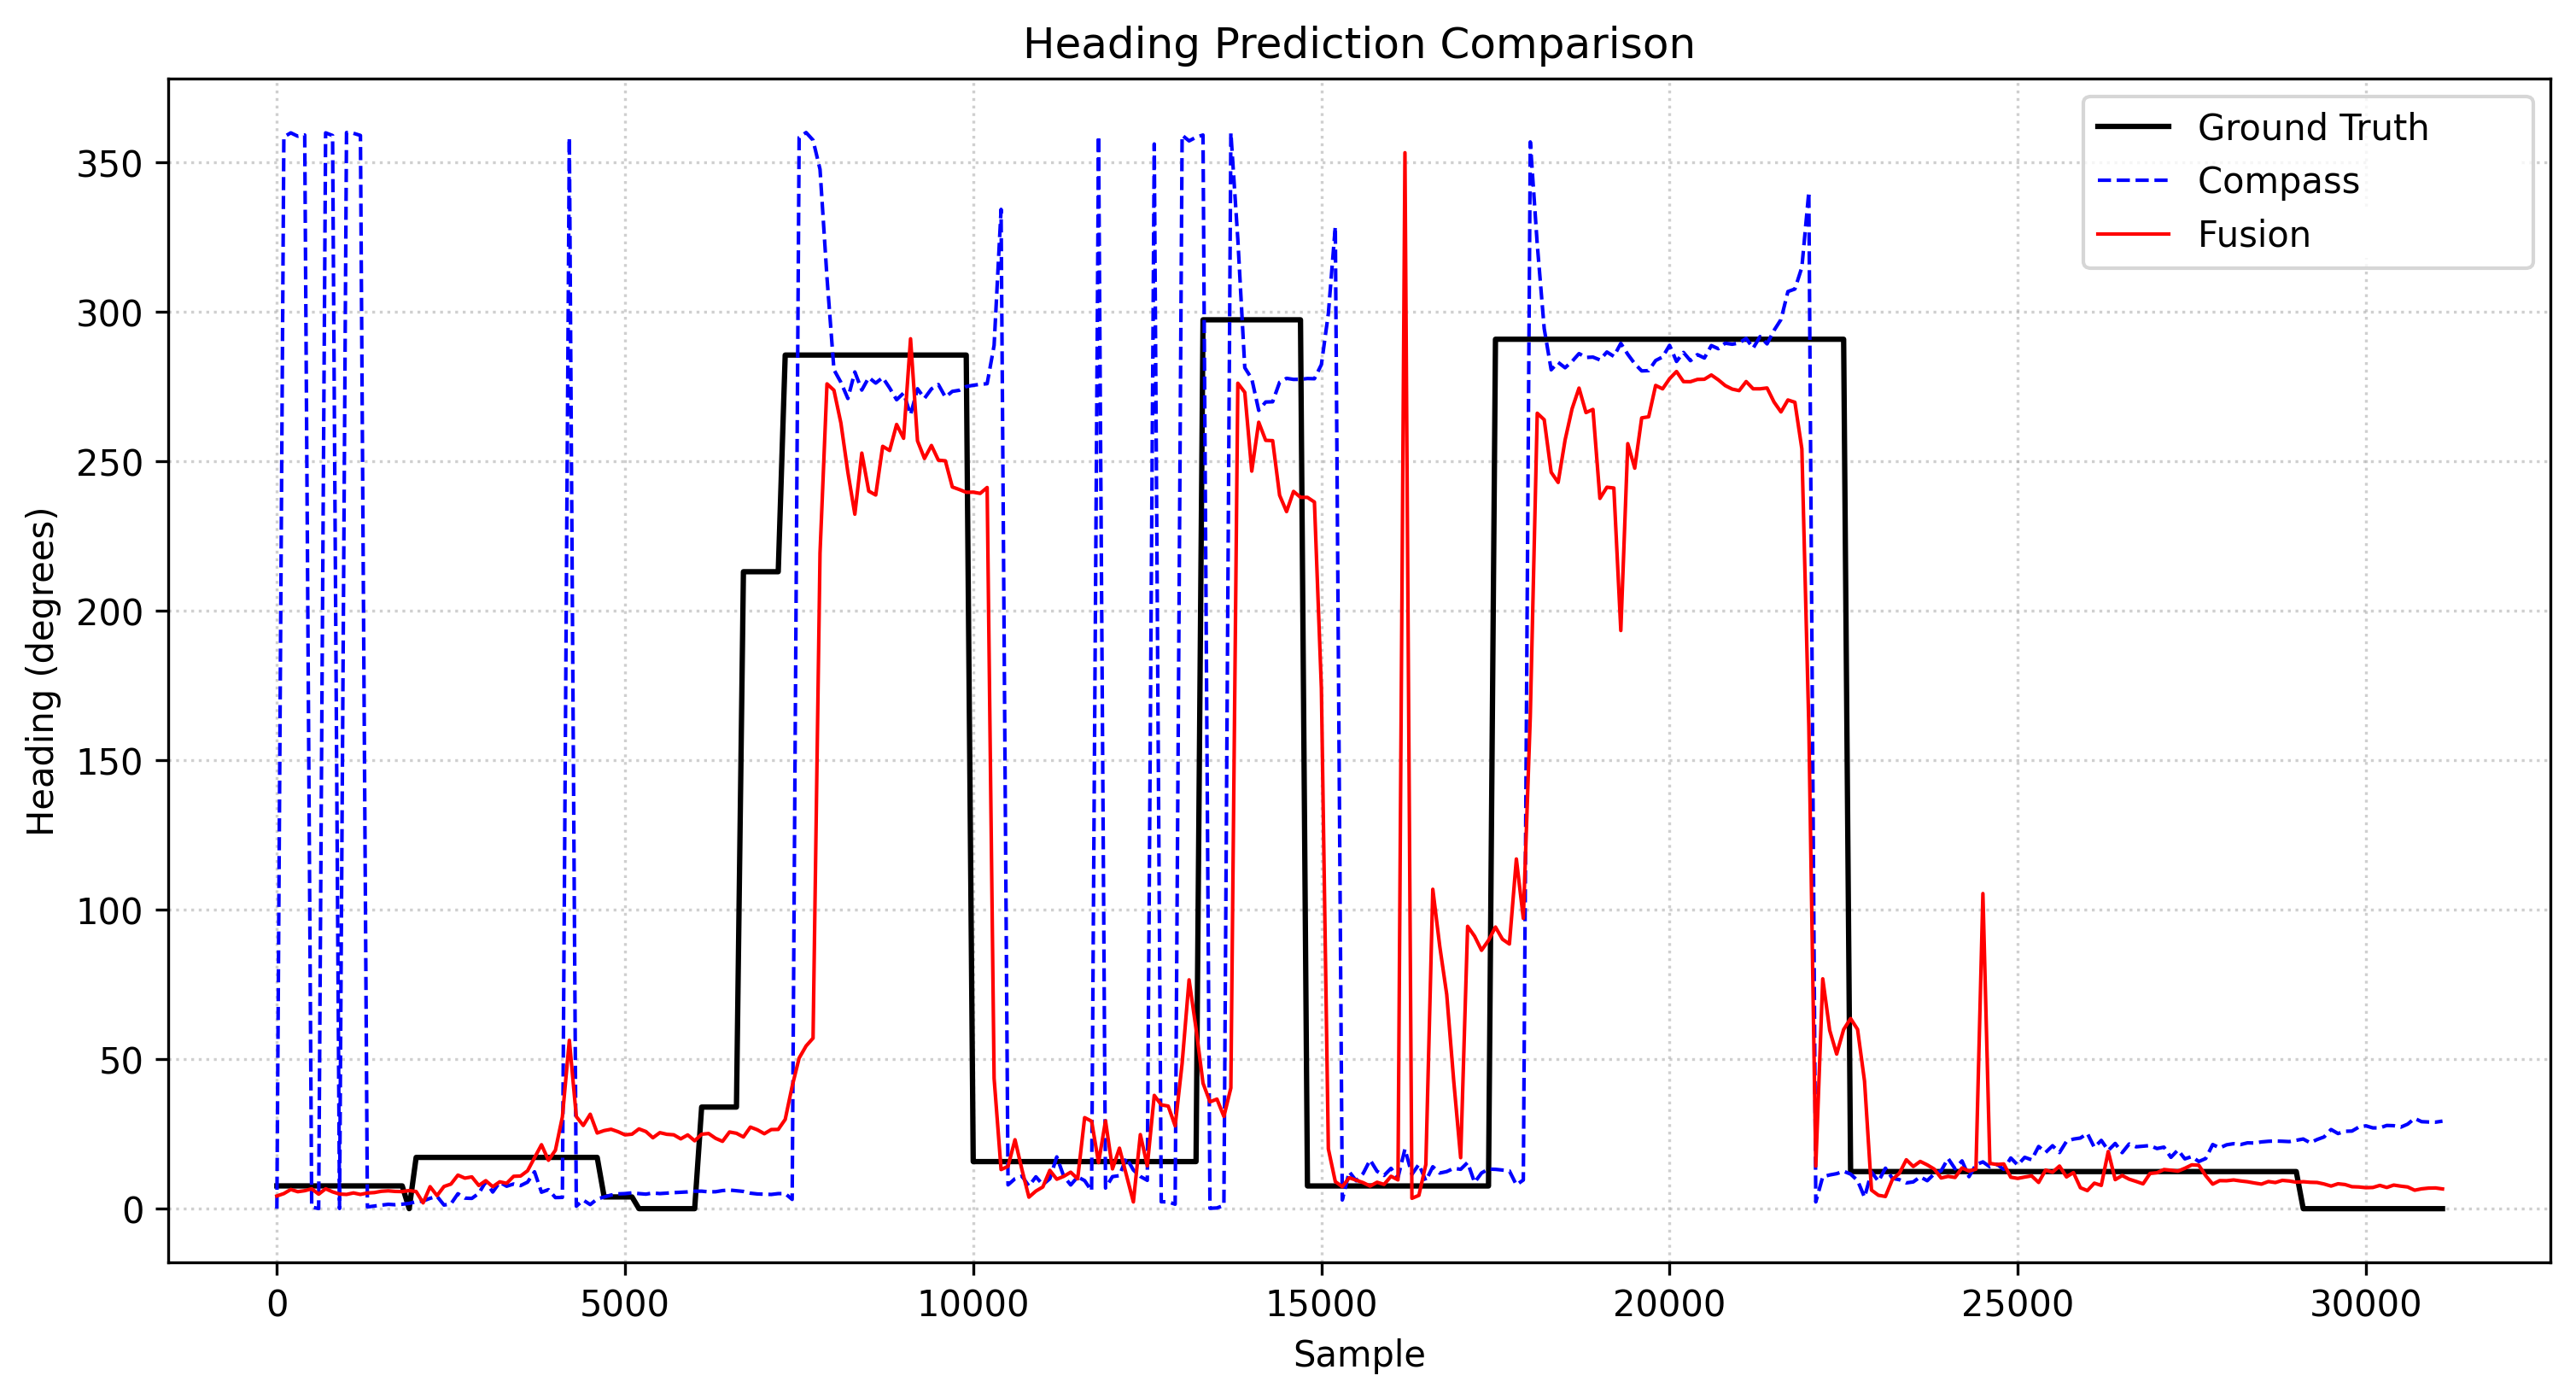 Heading Prediction Comparison
Ground Truth
Compass
Fusion
Heading (degrees)
350
300
250
200
150
100
50
0
0 5000 10000 15000 20000 25000 30000
Sample